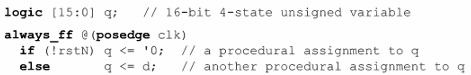 logic [15:0] q;   // 16-bit 4-state unsigned variable
always_ff @(posedge clk)
  if (!rstN) q <= '0;  // a procedural assignment to q
  else       q <= d;  // another procedural assignment to q